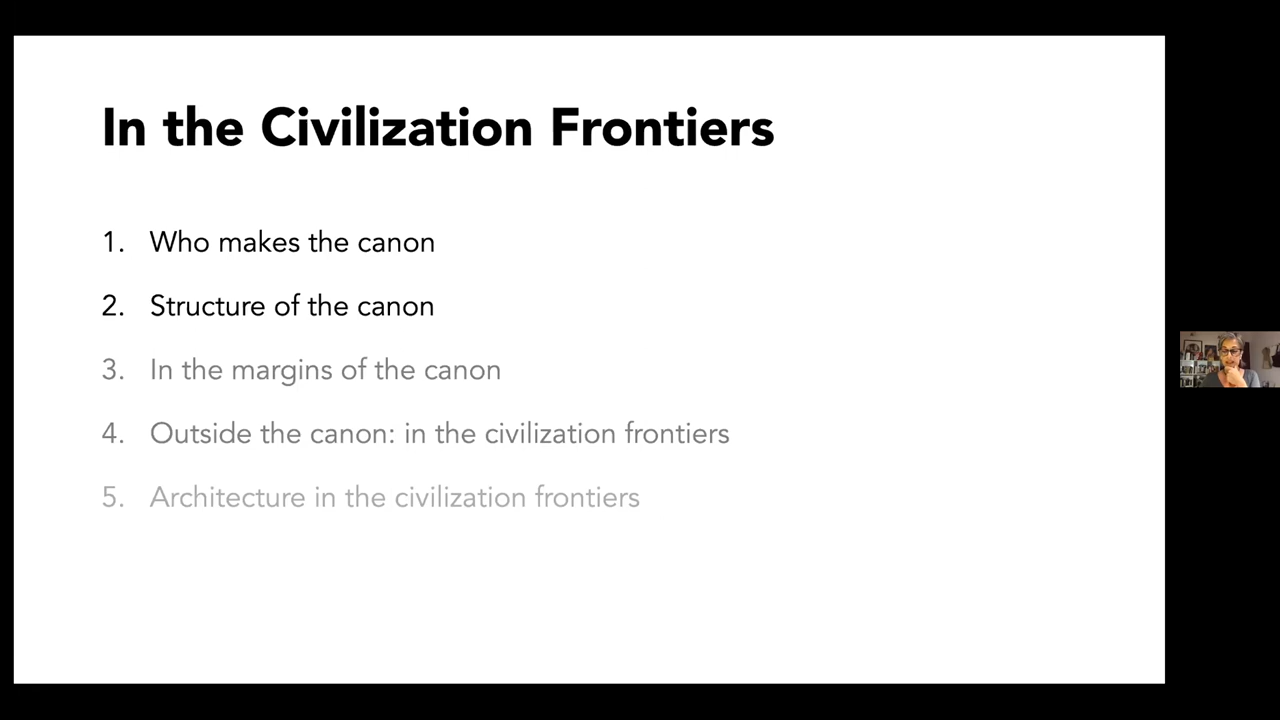 In the Civilization Frontiers
1. Who makes the canon
2. Structure of the canon
3. In the margins of the canon
4. Outside the canon: in the civilization frontiers
5. Architecture in the civilization frontiers